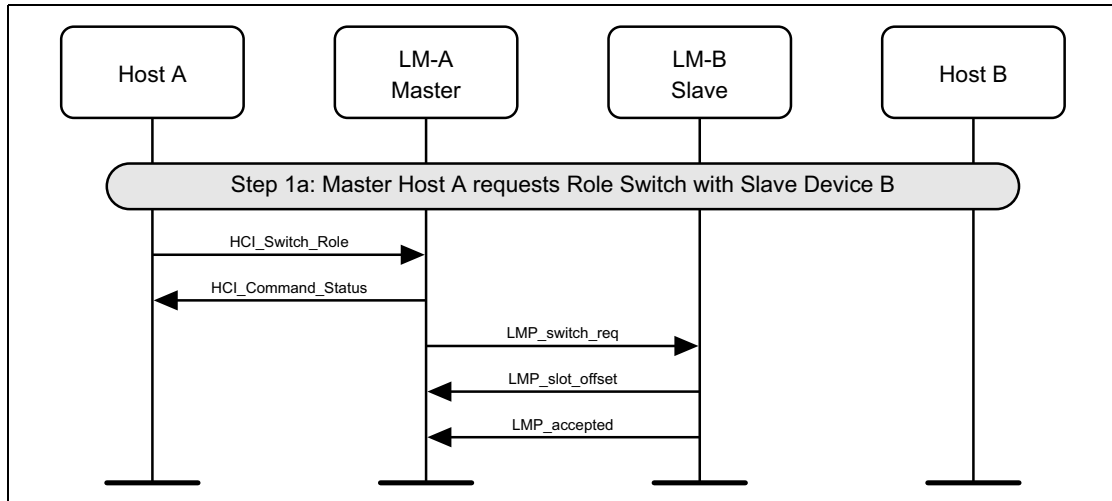 Host A
LM-A
Master
LM-B
Slave
Host B
Step 1a: Master Host A requests Role Switch with Slave Device B
HCI_Switch_Role
HCI_Command_Status
LMP_switch_req
LMP_slot_offset
LMP_accepted